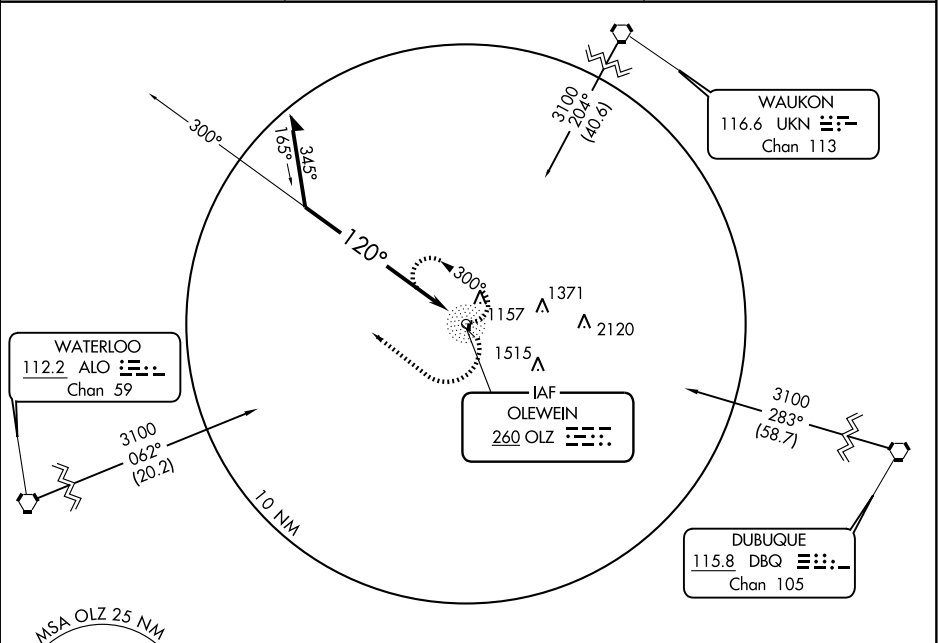 WAUKON
116.6 UKN
Chan 113
3100
204°
(40.6)
300°
345°
165°
120°
300°
1157
1371
2120
1515
WATERLOO
112.2 ALO
Chan 59
3100
062°
(20.2)
IAF
OLEWEIN
260 OLZ
3100
283°
(58.7)
DUBUQUE
115.8 DBQ
Chan 105
10 NM
MSA OLZ 25 NM